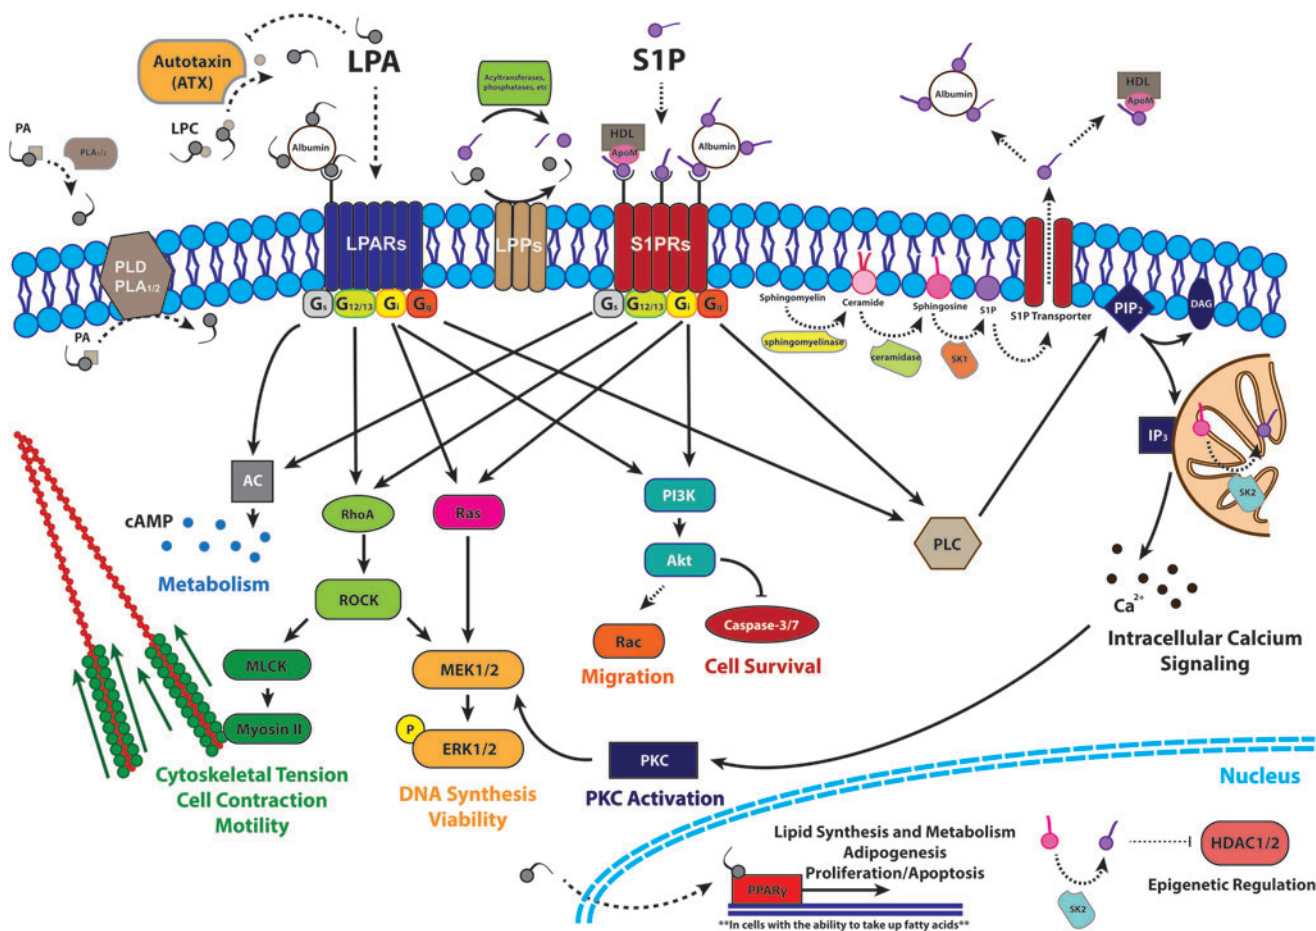 Autotaxin
(ATX)
LPA
S1P
Acyltransferases,
phosphatases, etc
PA
LPC
Albumin
HDL
ApoM
Albumin
Albumin
HDL
ApoM
LPARs
LPPs
S1PRs
PLD
PLA1/2
PA
Gs
G12/13
Gi
Gq
Gs
G12/13
Gi
Gq
Sphingomyelin
sphingomyelinase
Ceramide
ceramidase
Sphingosine
SK1
S1P
S1P Transporter
PIP2
DAG
IP3
SK2
AC
cAMP
Metabolism
RhoA
Ras
PI3K
PLC
ROCK
Akt
Ca2+
Intracellular Calcium
Signaling
MLCK
MEK1/2
Rac
Migration
Caspase-3/7
Cell Survival
Myosin II
P
ERK1/2
PKC
PKC Activation
Cytoskeletal Tension
Cell Contraction
Motility
DNA Synthesis
Viability
Nucleus
Lipid Synthesis and Metabolism
Adipogenesis
Proliferation/Apoptosis
PPARγ
**In cells with the ability to take up fatty acids**
SK2
HDAC1/2
Epigenetic Regulation